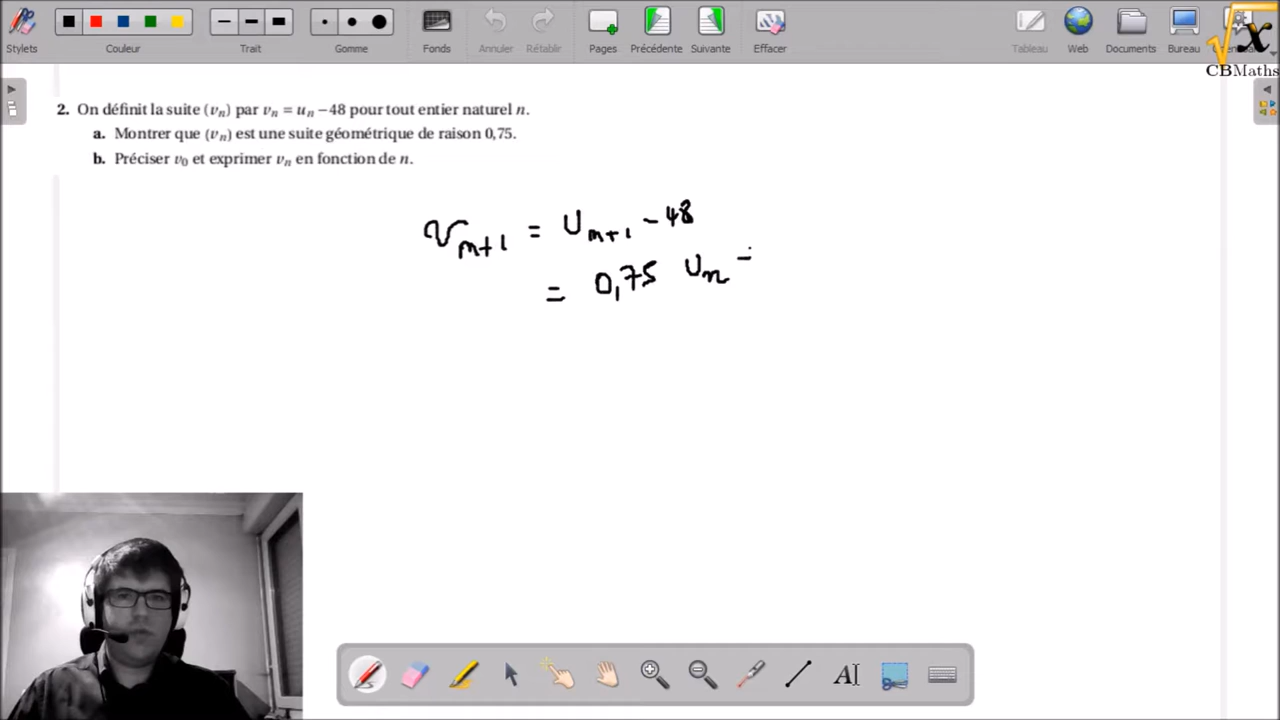 Stylets Couleur Trait Gomme Fonds Annuler Rétablir Pages Précédente Suivante Effacer Tableau Web Documents Bureau
√x
CBMaths
2. On définit la suite (vₙ) par vₙ = uₙ − 48 pour tout entier naturel n.
a. Montrer que (vₙ) est une suite géométrique de raison 0,75.
b. Préciser v₀ et exprimer vₙ en fonction de n.
Vₙ₊₁ = Uₙ₊₁ − 48
= 0,75 Uₙ −
AI